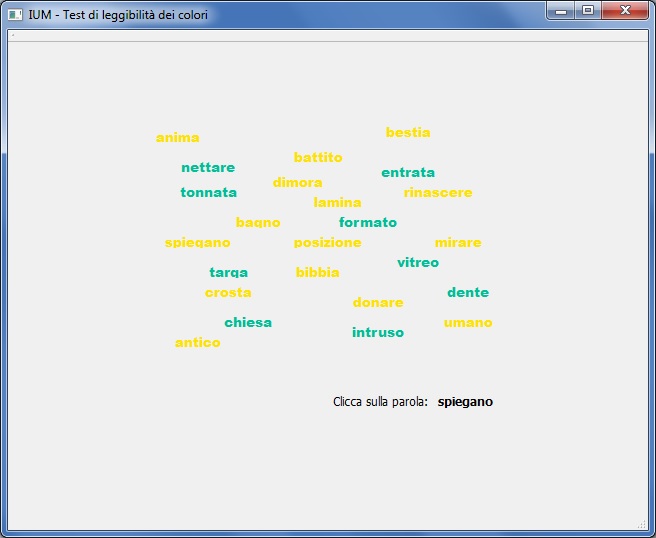 IUM - Test di leggibilità dei colori
anima bestia
battito
nettare entrata
dimora
tonnata rinascere
lamina
bagno formato
spiegano posizione mirare
vitreo
targa bibbia
crosta dente
donare
chiesa umano
intruso
antico
Clicca sulla parola: spiegano